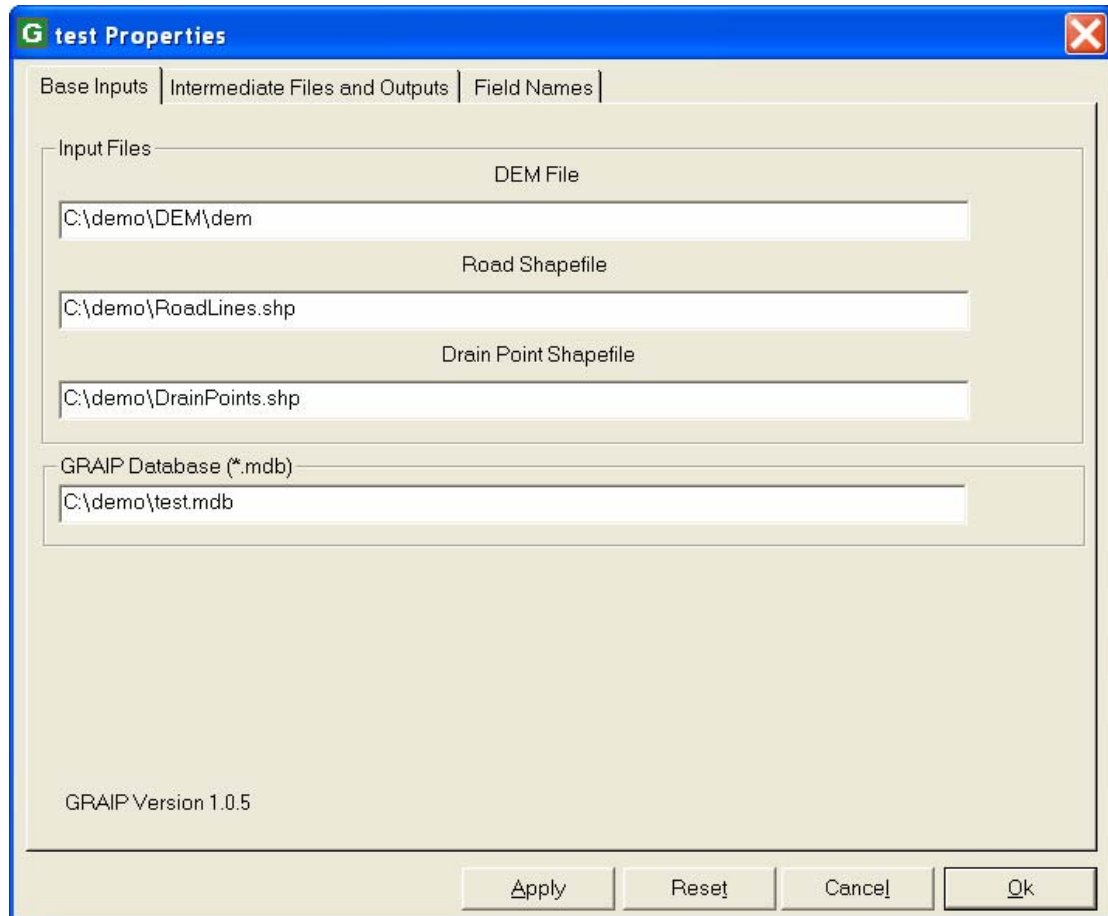 G test Properties
Base Inputs Intermediate Files and Outputs Field Names
Input Files
DEM File
C:\demo\DEM\dem
Road Shapefile
C:\demo\RoadLines.shp
Drain Point Shapefile
C:\demo\DrainPoints.shp
GRAIP Database (*.mdb)
C:\demo\test.mdb
GRAIP Version 1.0.5
Apply Reset Cancel Ok